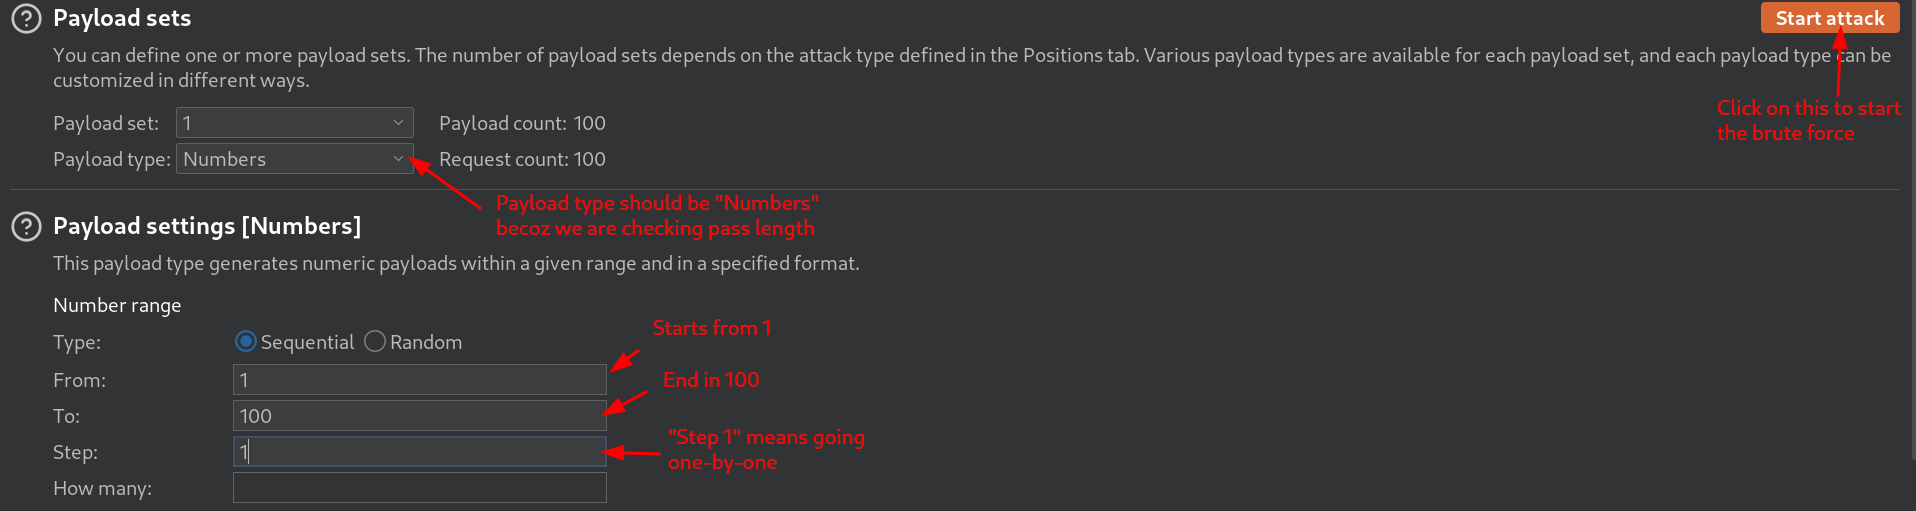 Payload sets
Start attack
You can define one or more payload sets. The number of payload sets depends on the attack type defined in the Positions tab. Various payload types are available for each payload set, and each payload type can be
customized in different ways.
Click on this to start
the brute force
Payload set: 1 Payload count: 100
Payload type: Numbers Request count: 100
Payload type should be "Numbers"
becoz we are checking pass length
Payload settings [Numbers]
This payload type generates numeric payloads within a given range and in a specified format.
Number range
Starts from 1
Type: Sequential Random
From: 1
End in 100
To: 100
"Step 1" means going
one-by-one
Step: 1
How many: